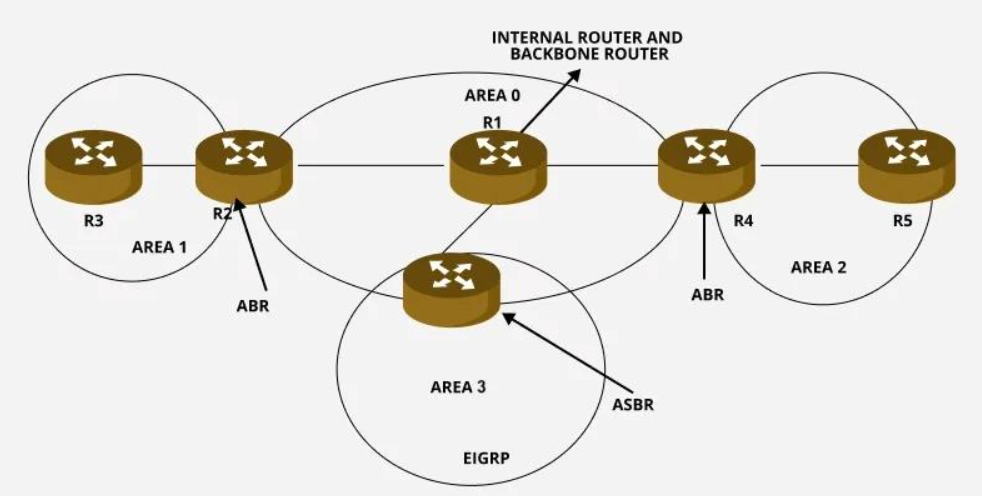 INTERNAL ROUTER AND
BACKBONE ROUTER
AREA 0
R1
R3
R2
R4
R5
AREA 1
AREA 2
ABR
ABR
AREA 3
ASBR
EIGRP